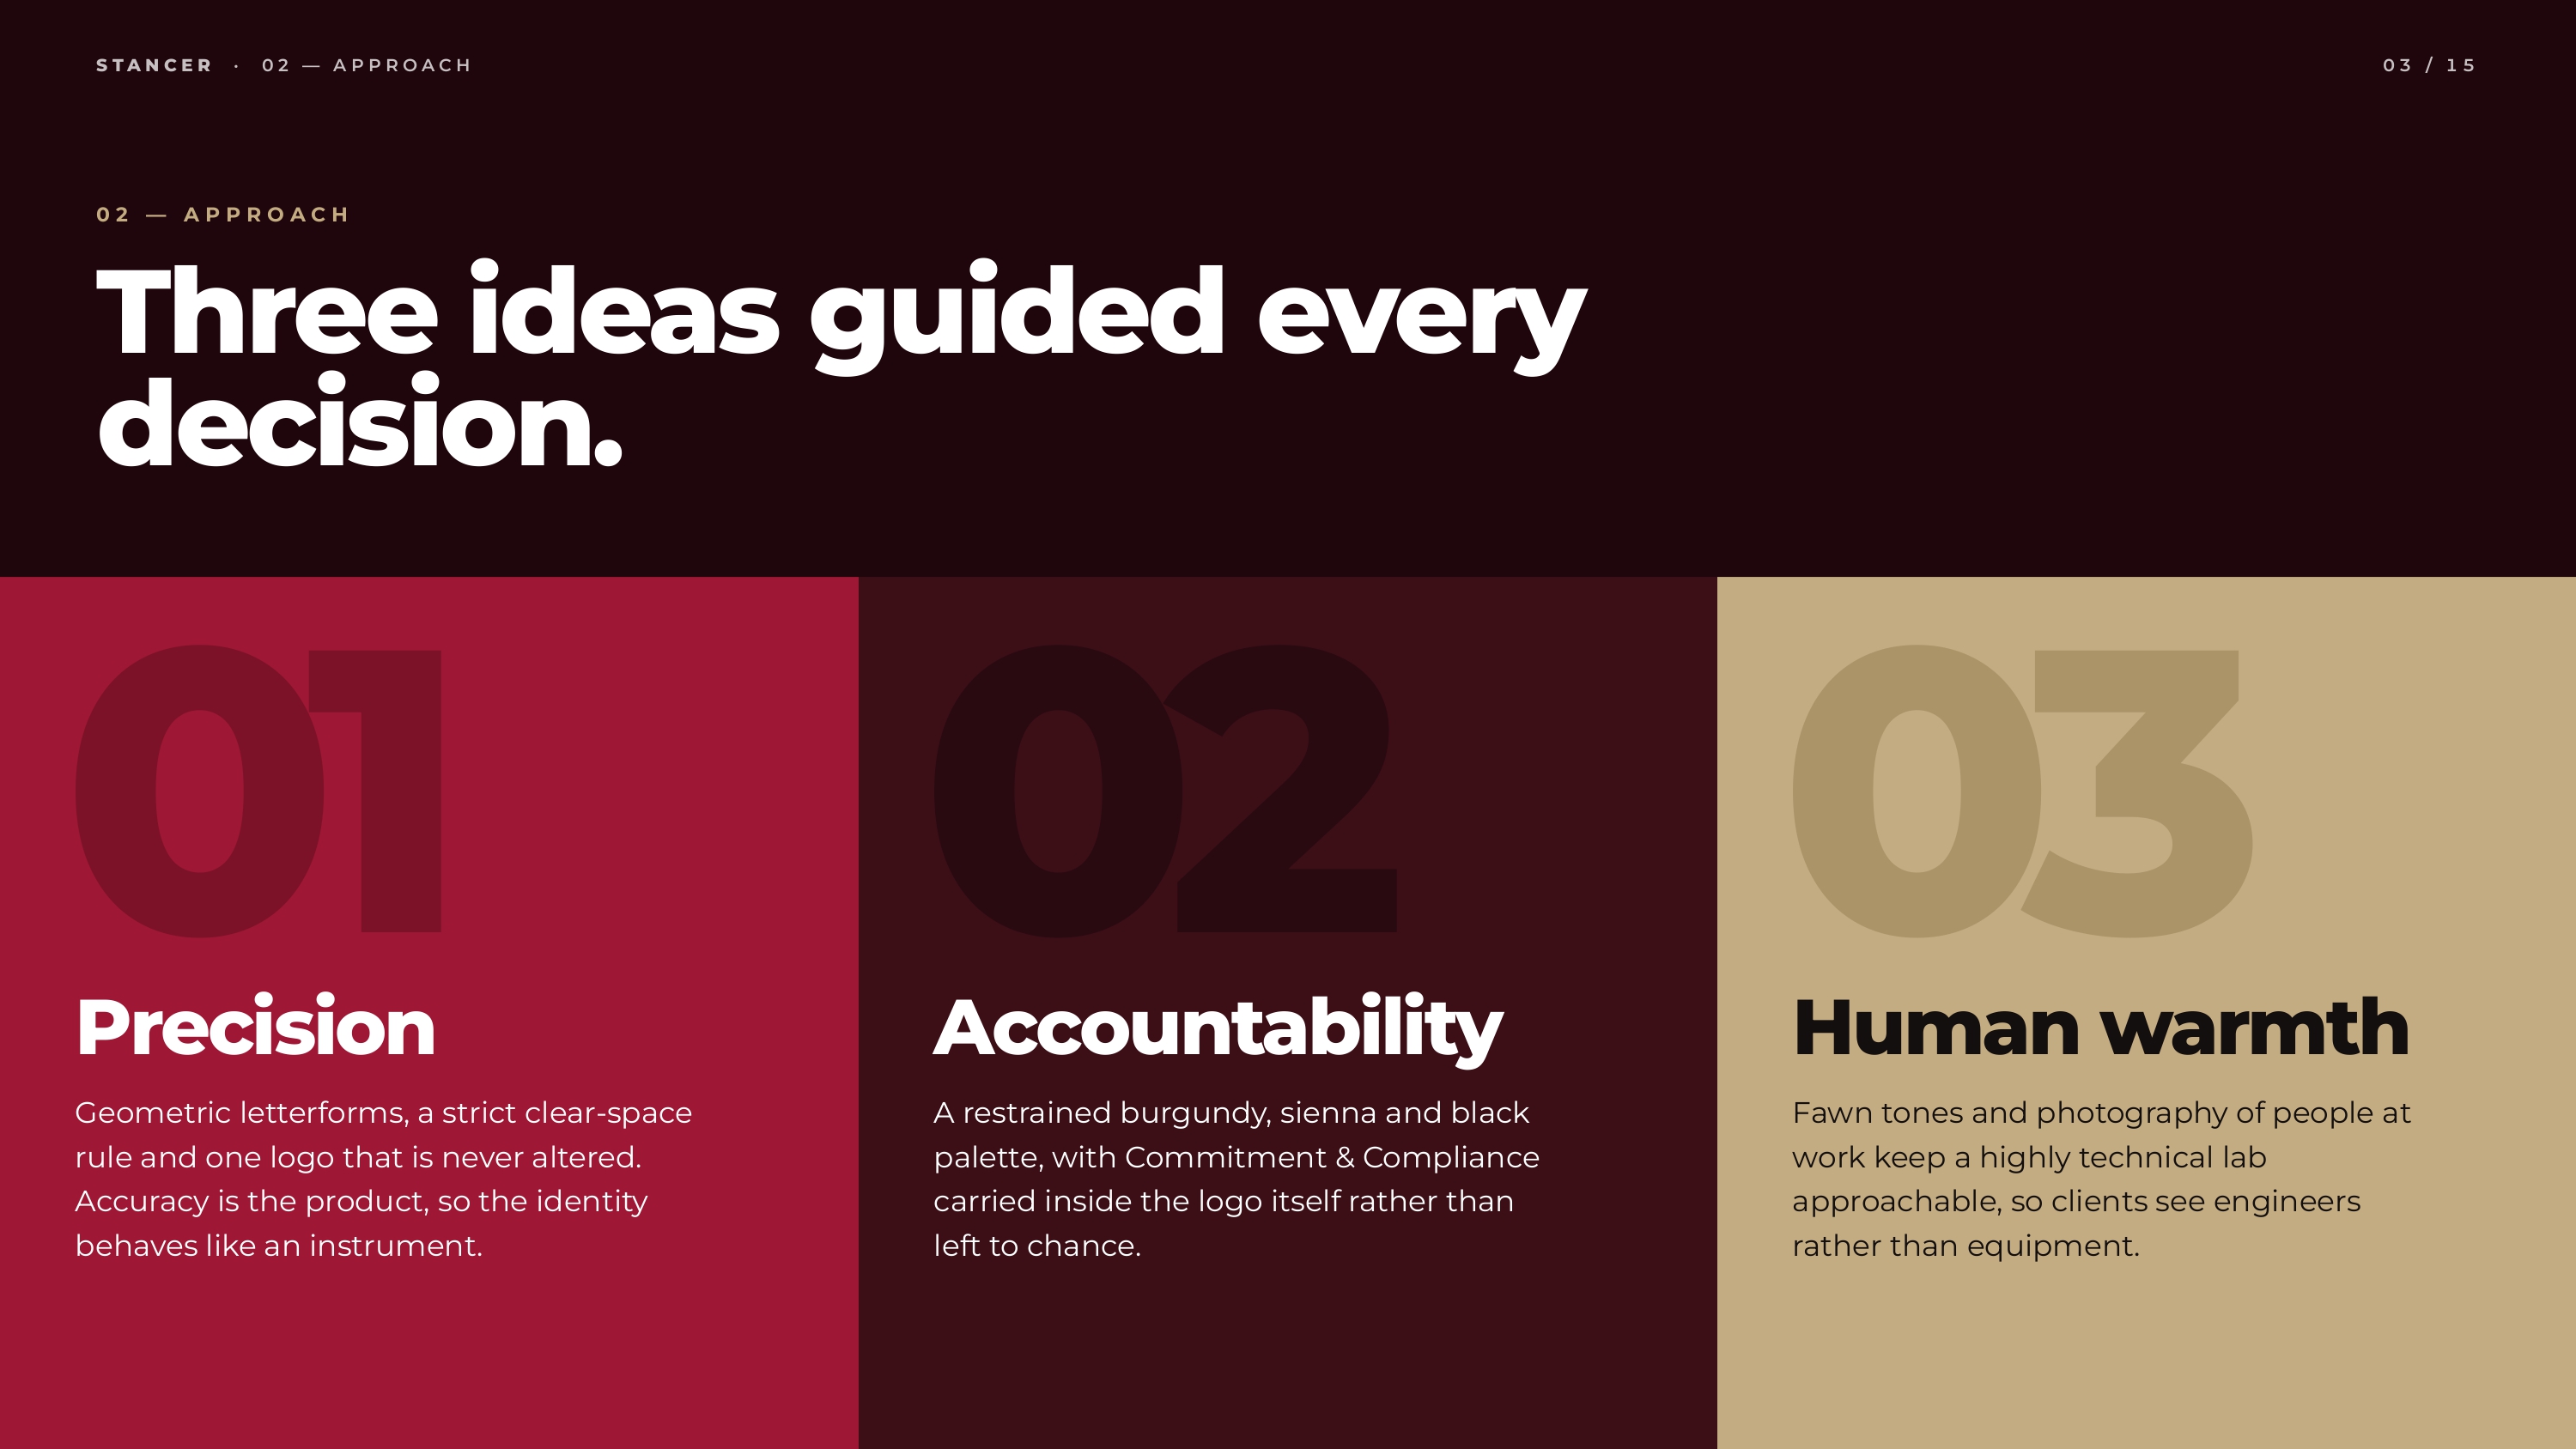 STANCER · 02 — APPROACH
03 / 15
02 — APPROACH
Three ideas guided every
decision.
01
Precision
Geometric letterforms, a strict clear-space
rule and one logo that is never altered.
Accuracy is the product, so the identity
behaves like an instrument.
02
Accountability
A restrained burgundy, sienna and black
palette, with Commitment & Compliance
carried inside the logo itself rather than
left to chance.
03
Human warmth
Fawn tones and photography of people at
work keep a highly technical lab
approachable, so clients see engineers
rather than equipment.